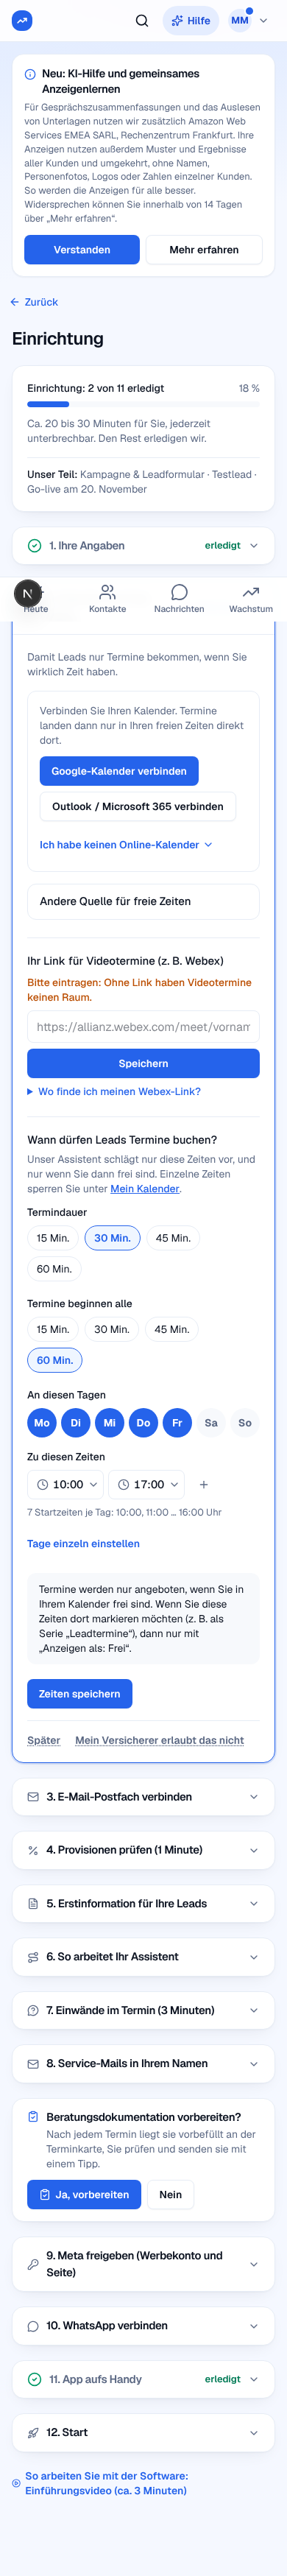 Hilfe
MM
Neu: KI-Hilfe und gemeinsames
Anzeigenlernen
Für Gesprächszusammenfassungen und das Auslesen
von Unterlagen nutzen wir zusätzlich Amazon Web
Services EMEA SARL, Rechenzentrum Frankfurt. Ihre
Anzeigen nutzen außerdem Muster und Ergebnisse
aller Kunden und umgekehrt, ohne Namen,
Personenfotos, Logos oder Zahlen einzelner Kunden.
So werden die Anzeigen für alle besser.
Widersprechen können Sie innerhalb von 14 Tagen
über „Mehr erfahren“.
Verstanden
Mehr erfahren
Zurück
Einrichtung
Einrichtung: 2 von 11 erledigt
18 %
Ca. 20 bis 30 Minuten für Sie, jederzeit
unterbrechbar. Den Rest erledigen wir.
Unser Teil: Kampagne & Leadformular · Testlead ·
Go-live am 20. November
1. Ihre Angaben
erledigt
N
Heute
Kontakte
Nachrichten
Wachstum
Damit Leads nur Termine bekommen, wenn Sie
wirklich Zeit haben.
Verbinden Sie Ihren Kalender. Termine
landen dann nur in Ihren freien Zeiten direkt
dort.
Google-Kalender verbinden
Outlook / Microsoft 365 verbinden
Ich habe keinen Online-Kalender
Andere Quelle für freie Zeiten
Ihr Link für Videotermine (z. B. Webex)
Bitte eintragen: Ohne Link haben Videotermine
keinen Raum.
https://allianz.webex.com/meet/vornam
Speichern
Wo finde ich meinen Webex-Link?
Wann dürfen Leads Termine buchen?
Unser Assistent schlägt nur diese Zeiten vor, und
nur wenn Sie dann frei sind. Einzelne Zeiten
sperren Sie unter Mein Kalender.
Termindauer
15 Min.
30 Min.
45 Min.
60 Min.
Termine beginnen alle
15 Min.
30 Min.
45 Min.
60 Min.
An diesen Tagen
Mo
Di
Mi
Do
Fr
Sa
So
Zu diesen Zeiten
10:00
17:00
7 Startzeiten je Tag: 10:00, 11:00 … 16:00 Uhr
Tage einzeln einstellen
Termine werden nur angeboten, wenn Sie in
Ihrem Kalender frei sind. Wenn Sie diese
Zeiten dort markieren möchten (z. B. als
Serie „Leadtermine“), dann nur mit
„Anzeigen als: Frei“.
Zeiten speichern
Später
Mein Versicherer erlaubt das nicht
3. E-Mail-Postfach verbinden
4. Provisionen prüfen (1 Minute)
5. Erstinformation für Ihre Leads
6. So arbeitet Ihr Assistent
7. Einwände im Termin (3 Minuten)
8. Service-Mails in Ihrem Namen
Beratungsdokumentation vorbereiten?
Nach jedem Termin liegt sie vorbefüllt an der
Terminkarte, Sie prüfen und senden sie mit
einem Tipp.
Ja, vorbereiten
Nein
9. Meta freigeben (Werbekonto und
Seite)
10. WhatsApp verbinden
11. App aufs Handy
erledigt
12. Start
So arbeiten Sie mit der Software:
Einführungsvideo (ca. 3 Minuten)